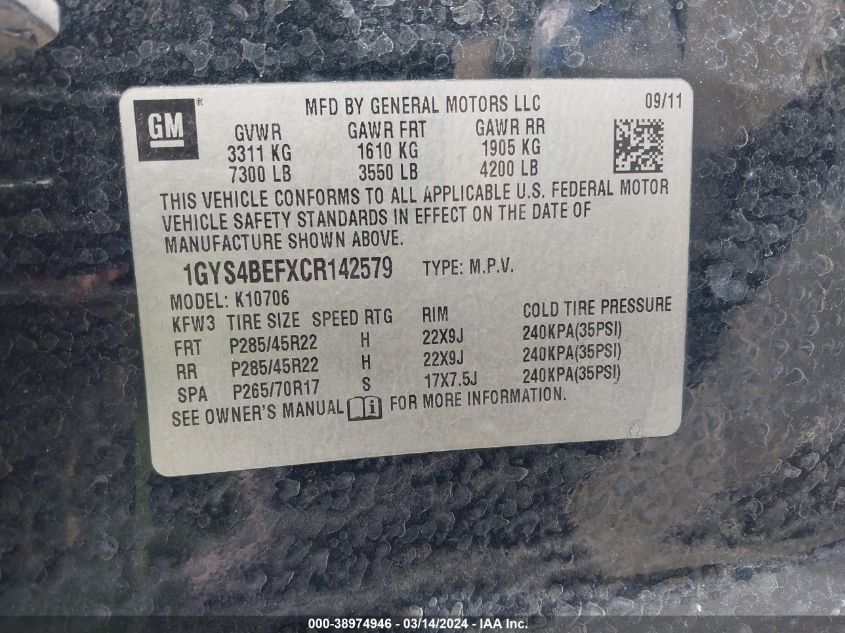 GM ® MFD BY GENERAL MOTORS LLC 09/11
GVWR GAWR FRT GAWR RR
3311 KG 1610 KG 1905 KG
7300 LB 3550 LB 4200 LB
THIS VEHICLE CONFORMS TO ALL APPLICABLE U.S. FEDERAL MOTOR
VEHICLE SAFETY STANDARDS IN EFFECT ON THE DATE OF
MANUFACTURE SHOWN ABOVE.
1GYS4BEFXCR142579 TYPE: M.P.V.
MODEL: K10706
KFW3 TIRE SIZE SPEED RTG RIM COLD TIRE PRESSURE
FRT P285/45R22 H 22X9J 240KPA(35PSI)
RR P285/45R22 H 22X9J 240KPA(35PSI)
SPA P265/70R17 S 17X7.5J 240KPA(35PSI)
SEE OWNER'S MANUAL i FOR MORE INFORMATION.
000-38974946 - 03/14/2024 - IAA Inc.